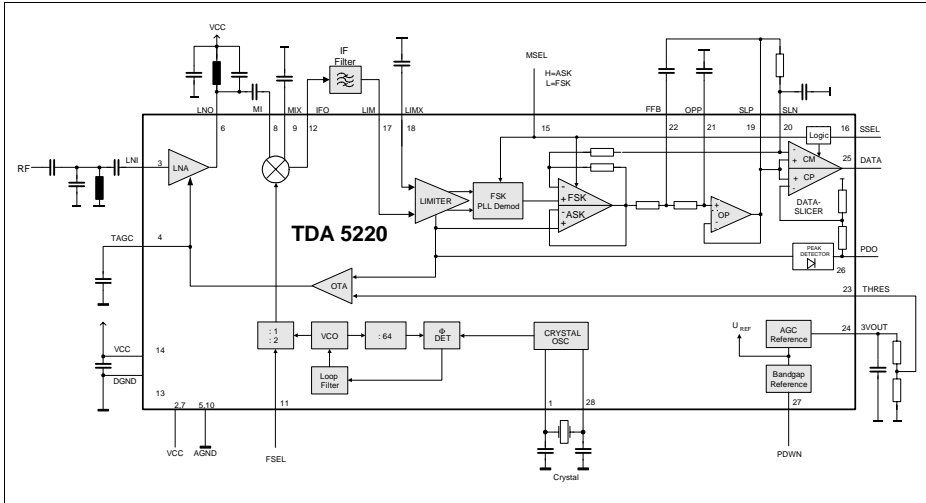 VCC
IF
Filter
MSEL
H=ASK
L=FSK
LNO
MI
MIX
IFO
LIM
LIMX
FFB
OPP
SLP
SLN
6
8
9
12
17
18
15
22
21
19
20
16
SSEL
Logic
RF
LNI
3
LNA
- CM
+
+ CP
-
25
DATA
DATA-
SLICER
LIMITER
FSK
PLL Demod
-
+ FSK
- ASK
+
+
-
OP
-
TDA 5220
TAGC
4
PEAK
DETECTOR
26
PDO
OTA
23
THRES
: 1
: 2
VCO
: 64
Φ
DET
CRYSTAL
OSC
U REF
AGC
Reference
24
3VOUT
VCC
14
Loop
Filter
Bandgap
Reference
DGND
13
2,7
5,10
11
1
28
27
VCC
AGND
FSEL
PDWN
Crystal